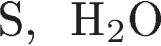 S, H₂O